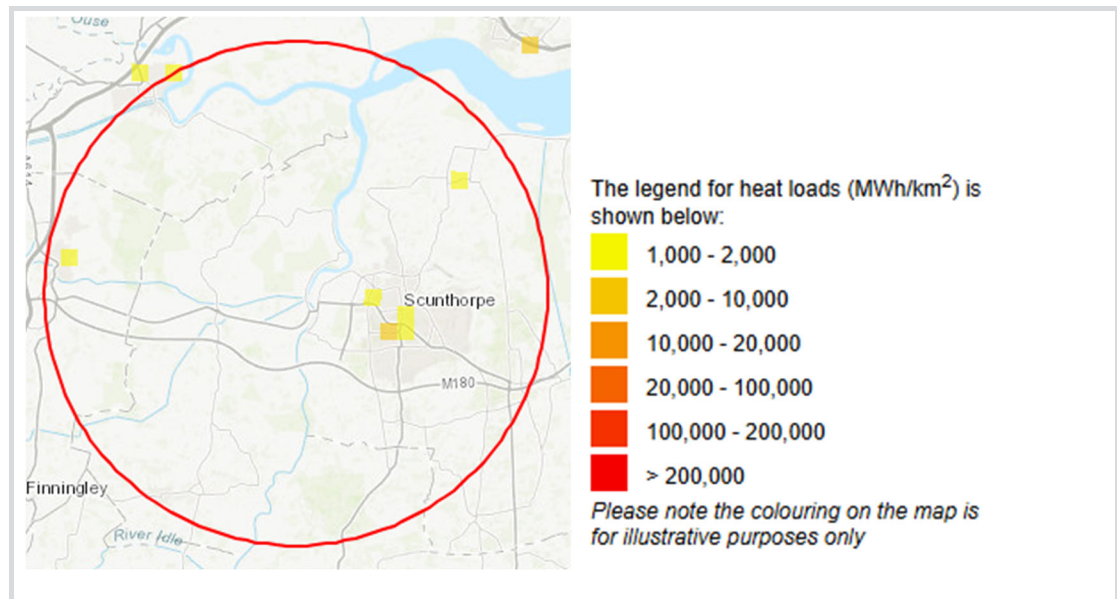 Ouse
A614
Scunthorpe
M180
Finningley
River Idle
The legend for heat loads (MWh/km2) is
shown below:
1,000 - 2,000
2,000 - 10,000
10,000 - 20,000
20,000 - 100,000
100,000 - 200,000
> 200,000
Please note the colouring on the map is
for illustrative purposes only